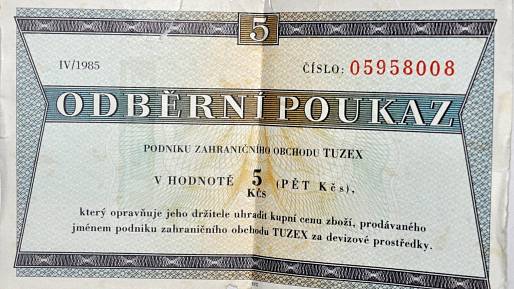 5
IV/1985 ČÍSLO: 05958008
ODBĚRNÍ POUKAZ
PODNIKU ZAHRANIČNÍHO OBCHODU TUZEX
V HODNOTĚ 5 KČS (PĚT Kčs),
který opravňuje jeho držitele uhradit kupní cenu zboží, prodávaného
jménem podniku zahraničního obchodu TUZEX za devizové prostředky.